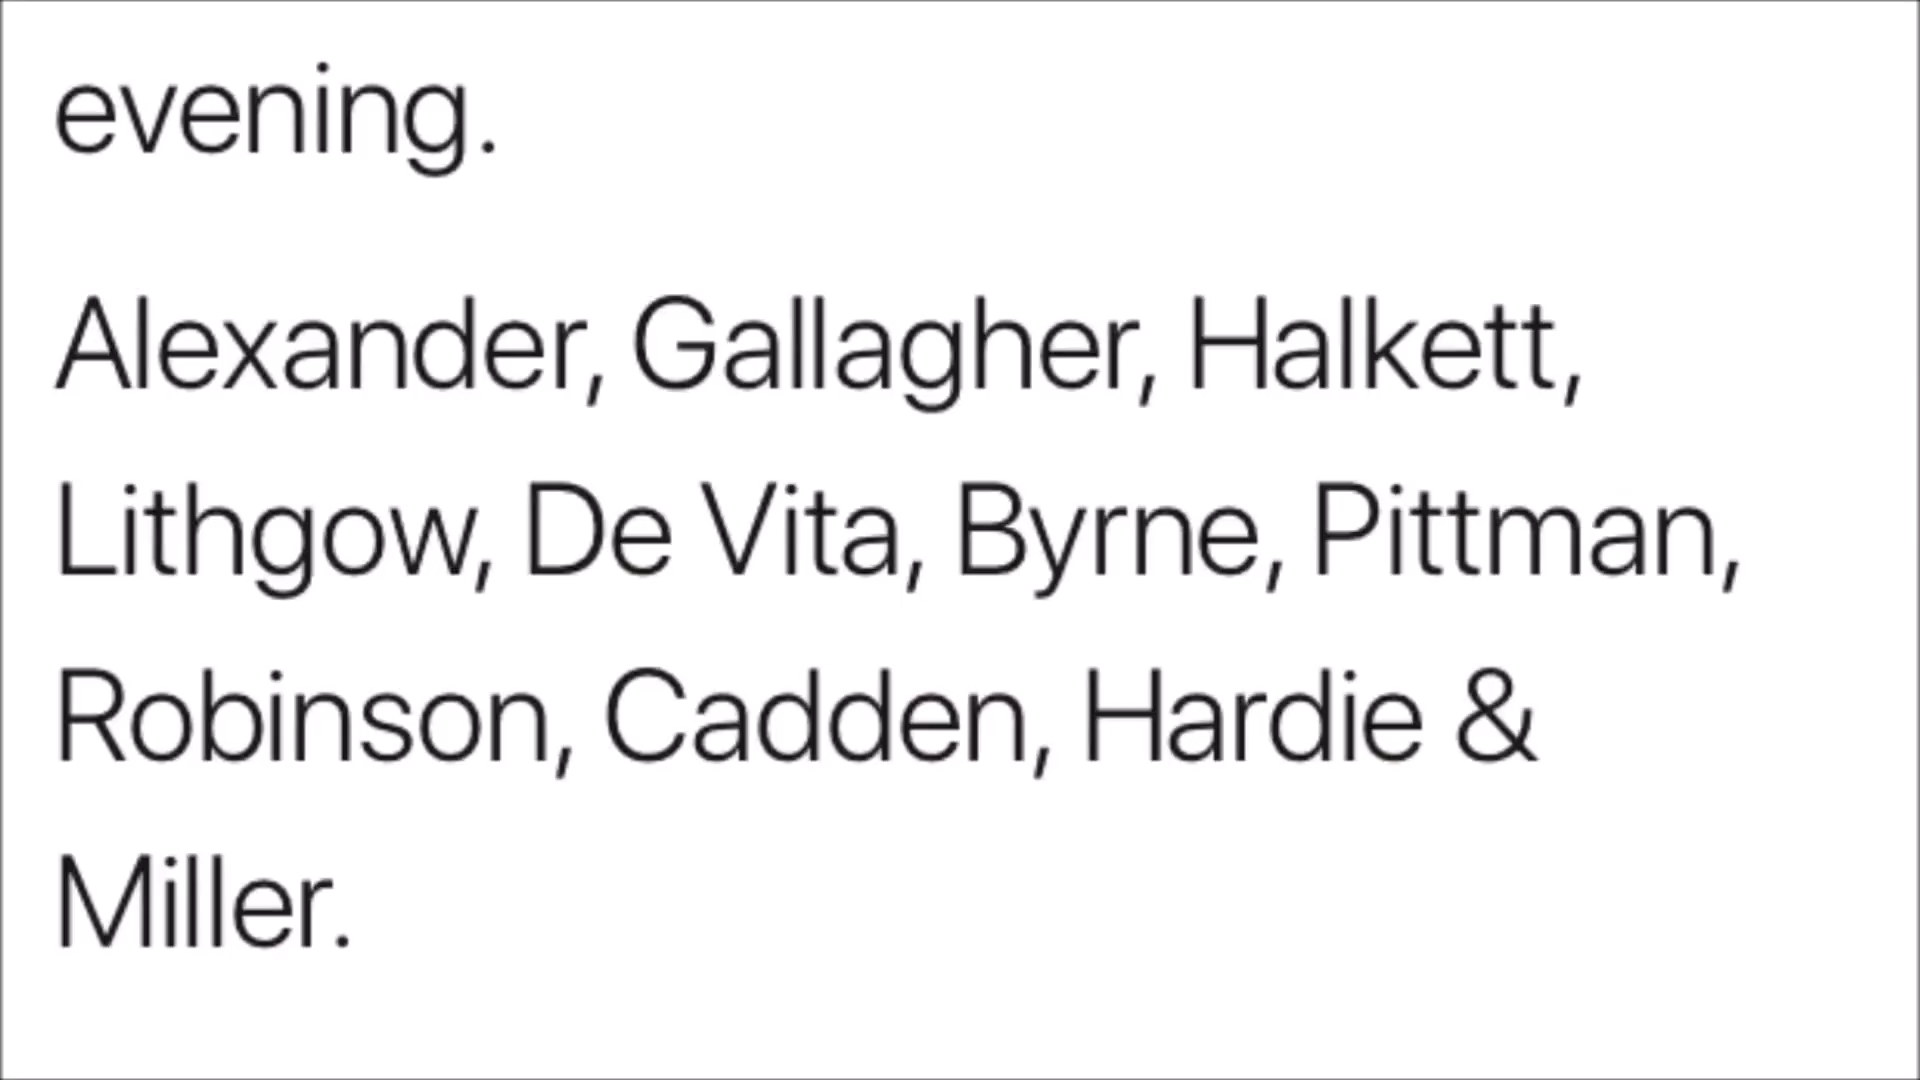 evening.
Alexander, Gallagher, Halkett,
Lithgow, De Vita, Byrne, Pittman,
Robinson, Cadden, Hardie &
Miller.